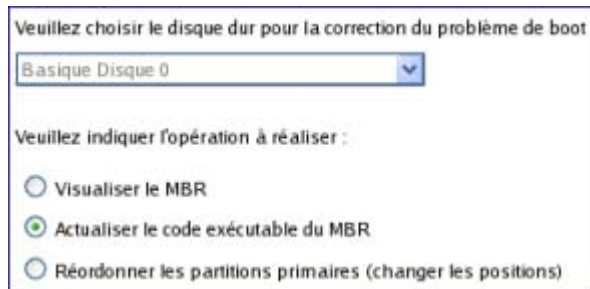 Veuillez choisir le disque dur pour la correction du problème de boot
Basique Disque 0
Veuillez indiquer l'opération à réaliser :
Visualiser le MBR
Actualiser le code exécutable du MBR
Réordonner les partitions primaires (changer les positions)